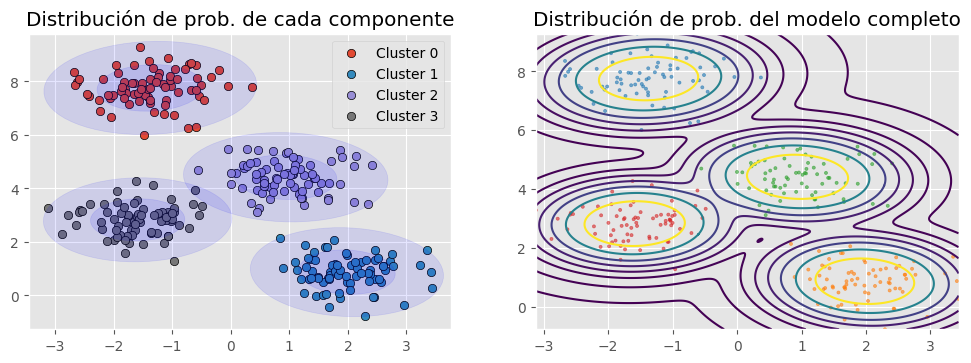 Distribución de prob. de cada componente
Cluster 0
Cluster 1
Cluster 2
Cluster 3
8
6
4
2
0
−3 −2 −1 0 1 2 3
Distribución de prob. del modelo completo
8
6
4
2
0
−3 −2 −1 0 1 2 3